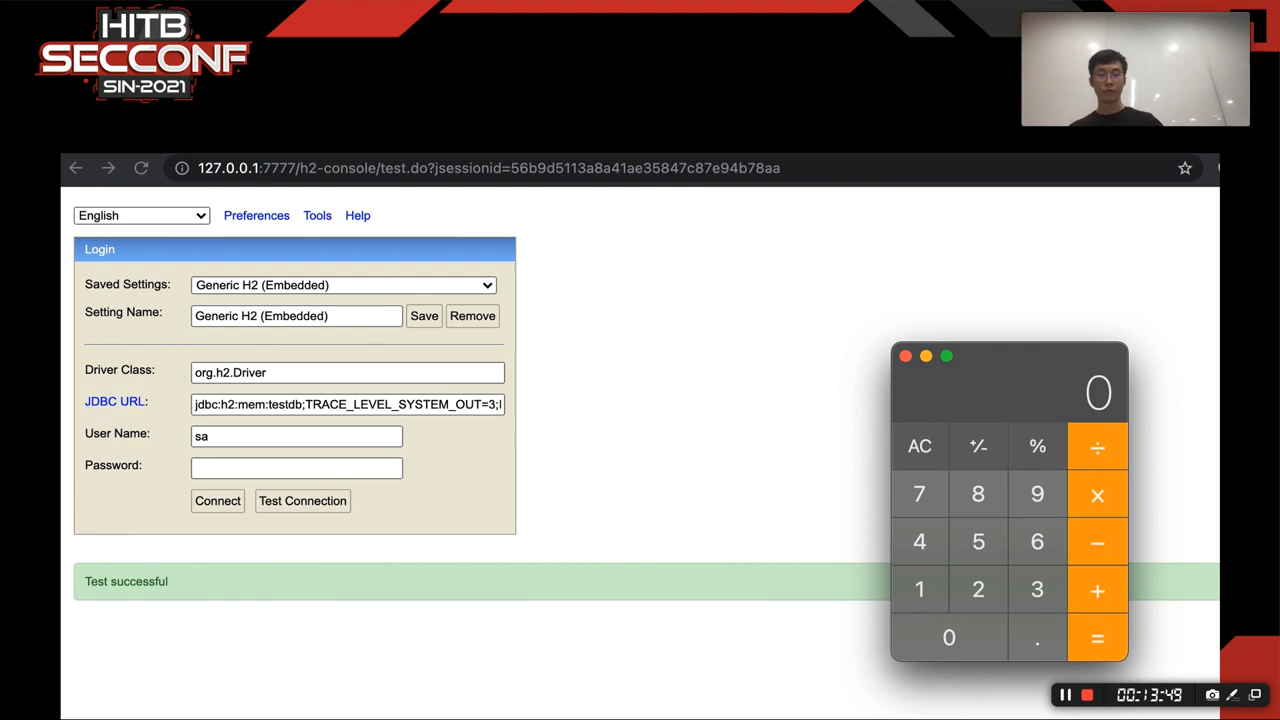 HITB
SECCONF
SIN-2021
127.0.0.1:7777/h2-console/test.do?jsessionid=56b9d5113a8a41ae35847c87e94b78aa
English Preferences Tools Help
Login
Saved Settings: Generic H2 (Embedded)
Setting Name: Generic H2 (Embedded) Save Remove
Driver Class: org.h2.Driver
JDBC URL: jdbc:h2:mem:testdb;TRACE_LEVEL_SYSTEM_OUT=3;
User Name: sa
Password:
Connect Test Connection
Test successful
0
AC +/- % ÷
7 8 9 ×
4 5 6 −
1 2 3 +
0 . =
00:13:49